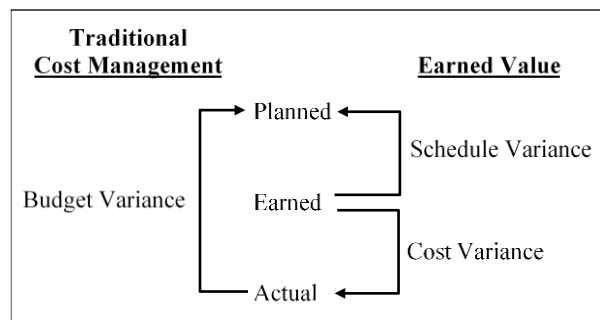 Traditional
Cost Management
Earned Value
Planned
Schedule Variance
Budget Variance
Earned
Cost Variance
Actual